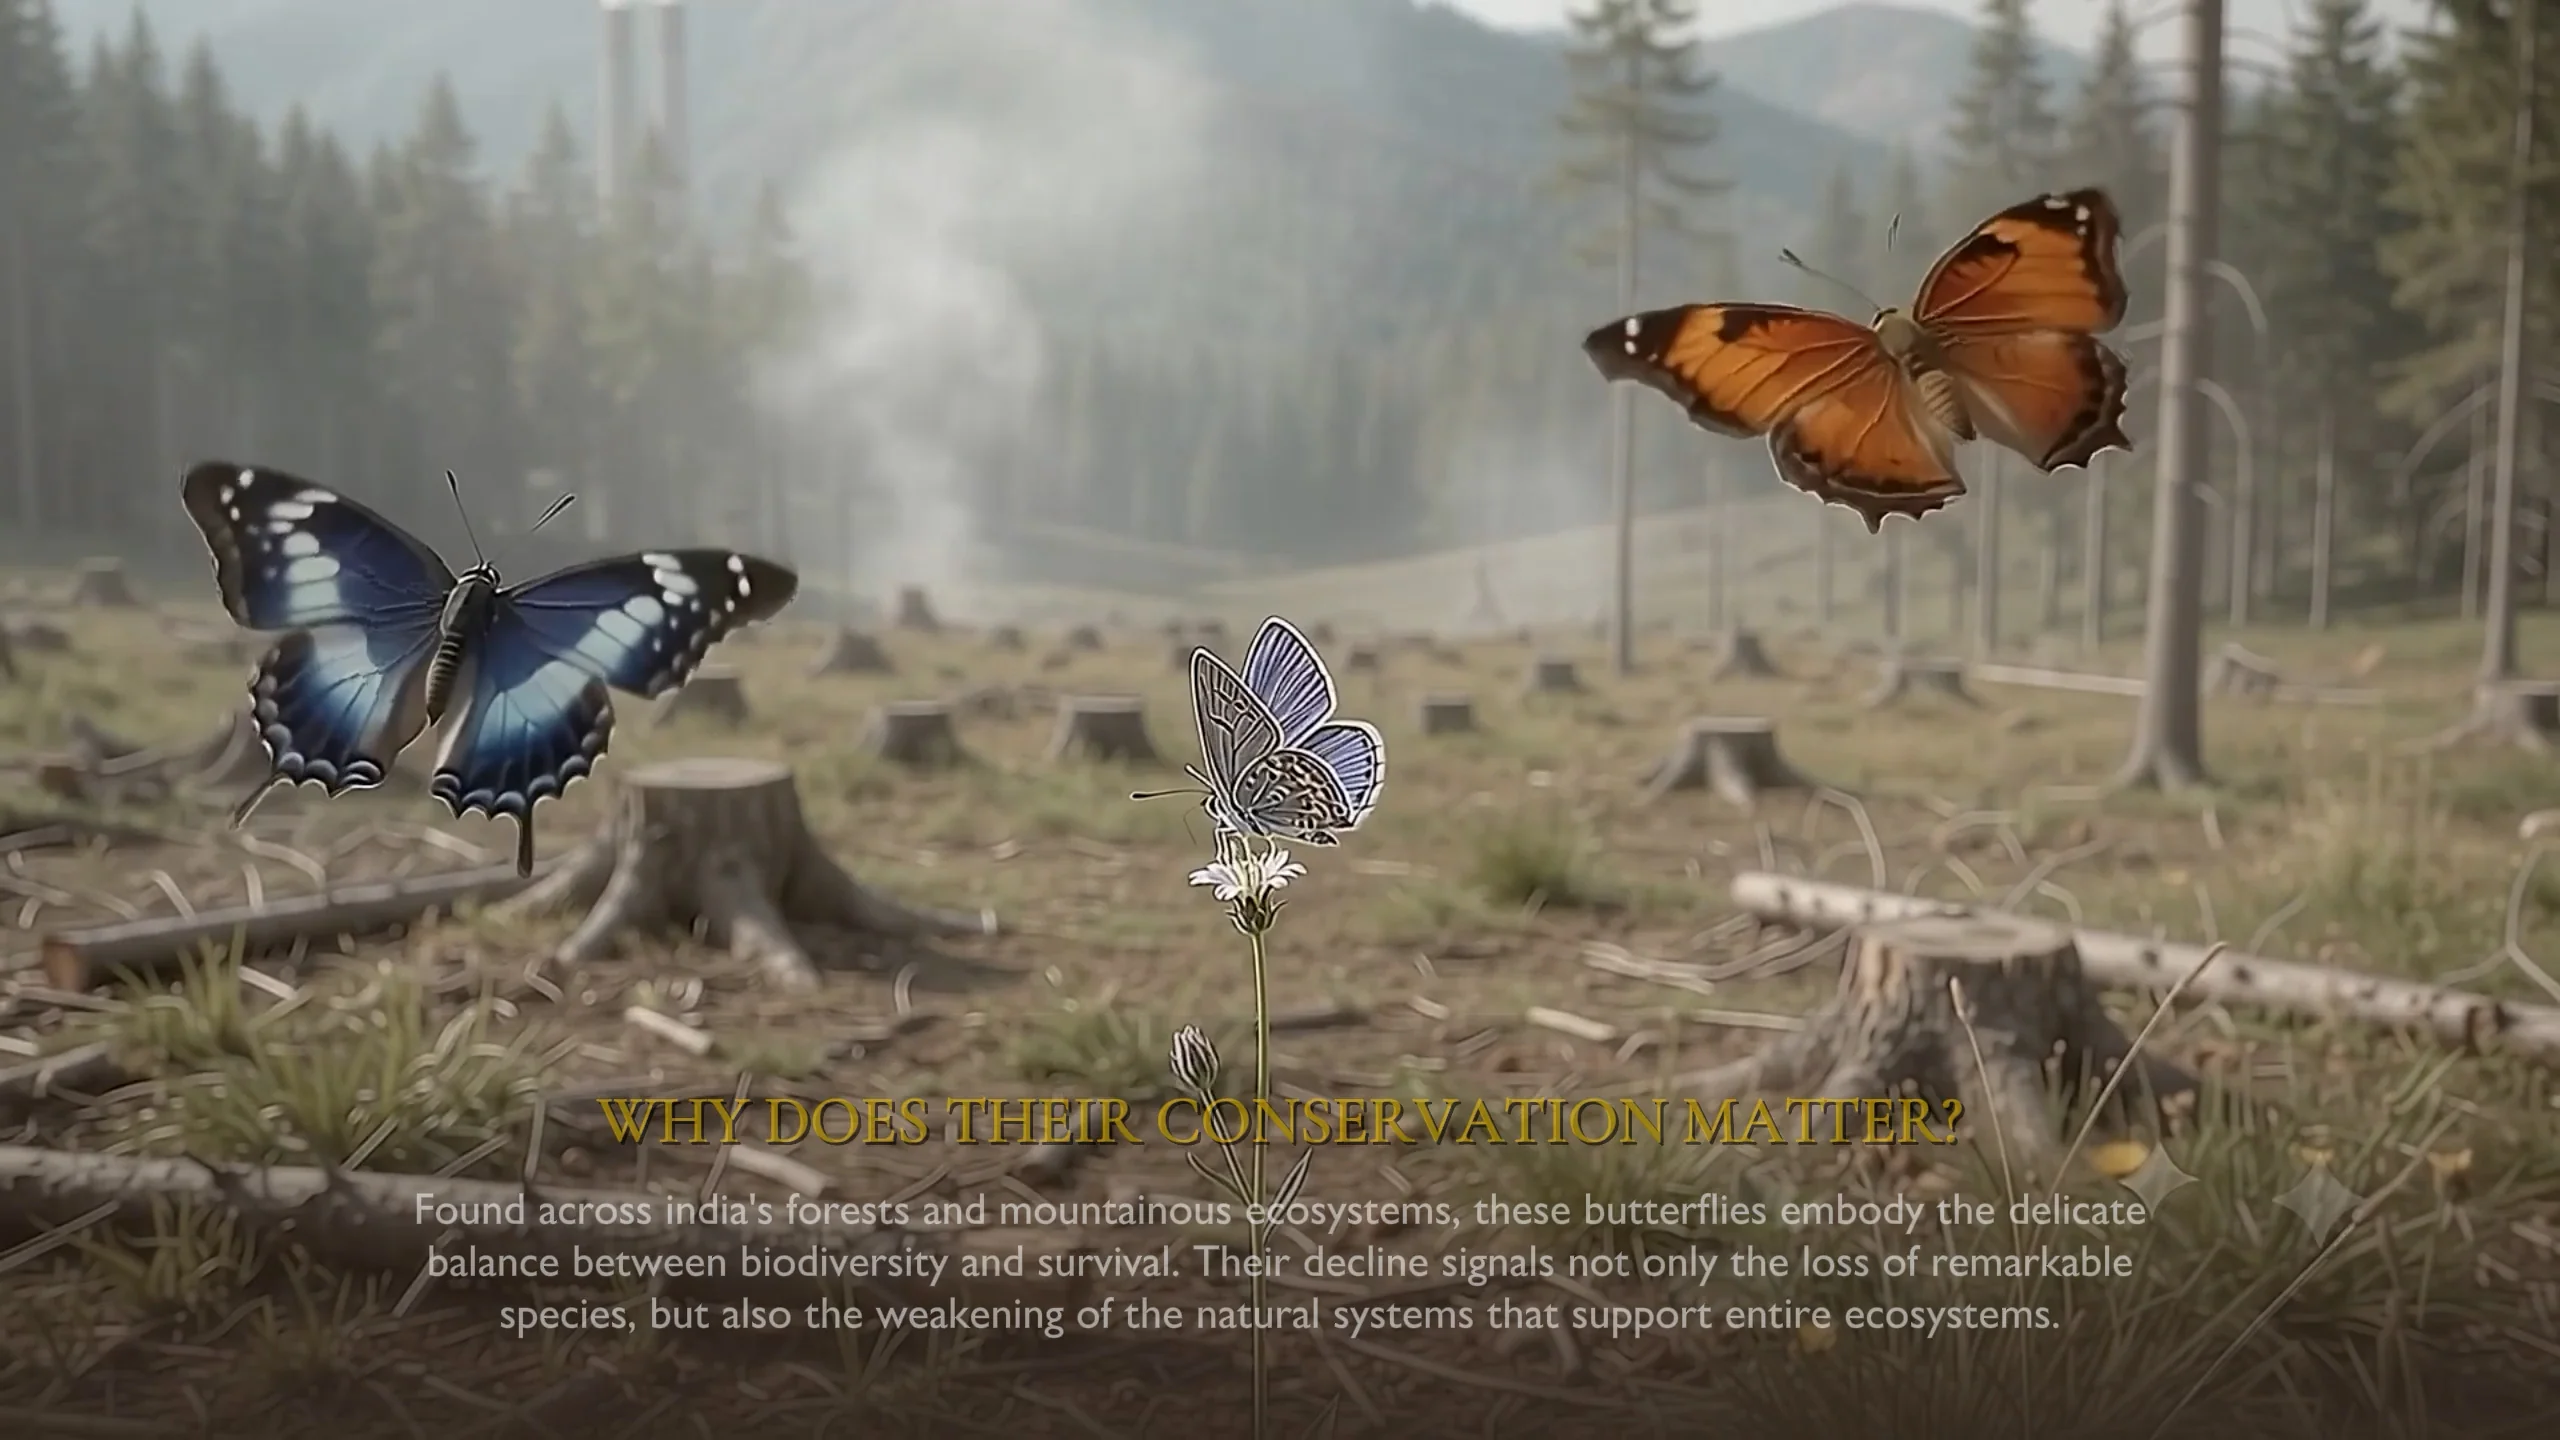 WHY DOES THEIR CONSERVATION MATTER?
Found across india's forests and mountainous ecosystems, these butterflies embody the delicate
balance between biodiversity and survival. Their decline signals not only the loss of remarkable
species, but also the weakening of the natural systems that support entire ecosystems.